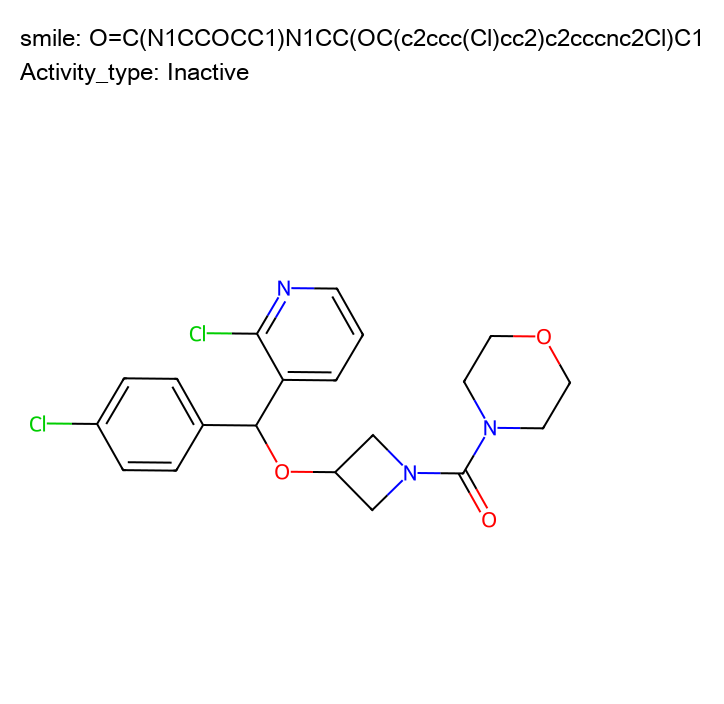 smile: O=C(N1CCOCC1)N1CC(OC(c2ccc(Cl)cc2)c2cccnc2Cl)C1
Activity_type: Inactive
N
Cl
O
Cl
N
O
N
O